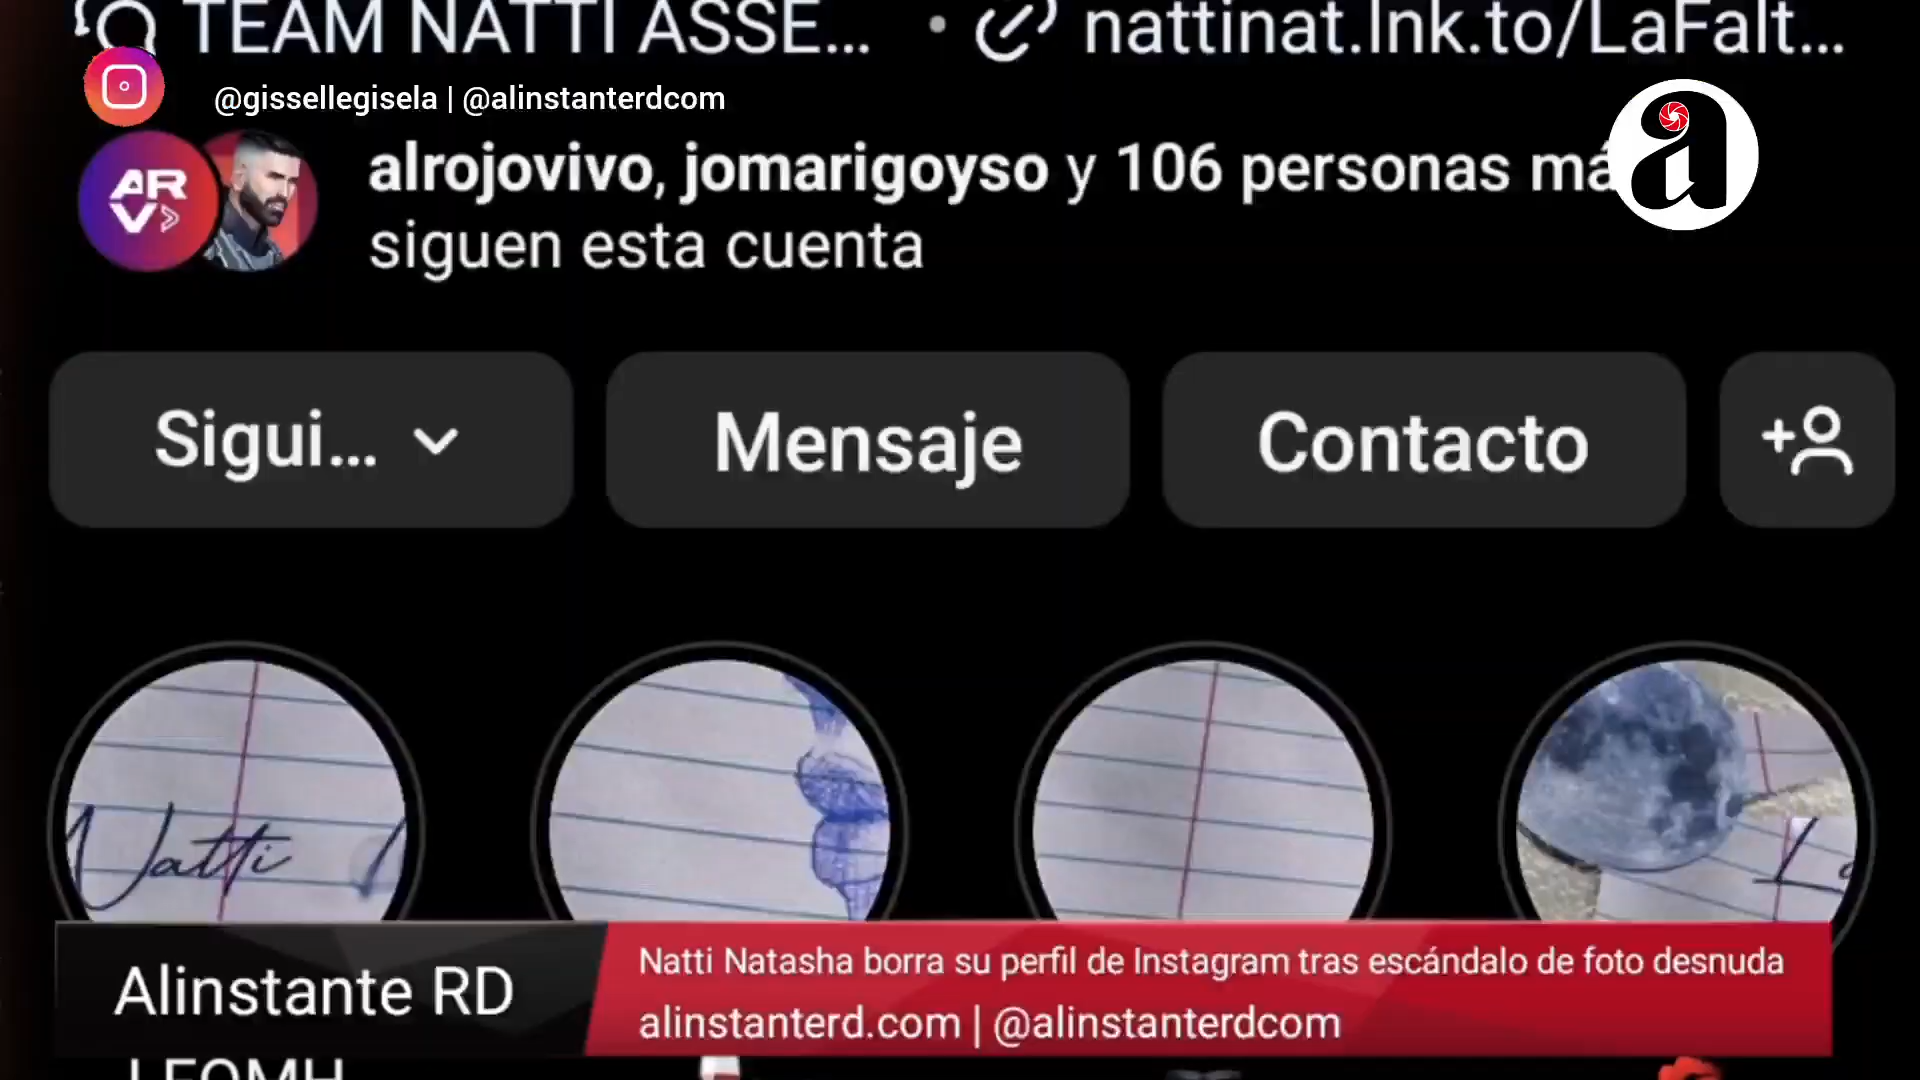 TEAM NATTI ASSE... • nattinat.lnk.to/LaFalt...
@gissellegisela | @alinstanterdcom
a
ARV
alrojovivo, jomarigoyso y 106 personas má
siguen esta cuenta
Sigui...
Mensaje
Contacto
Natti
Alinstante RD
Natti Natasha borra su perfil de Instagram tras escándalo de foto desnuda
alinstanterd.com | @alinstanterdcom